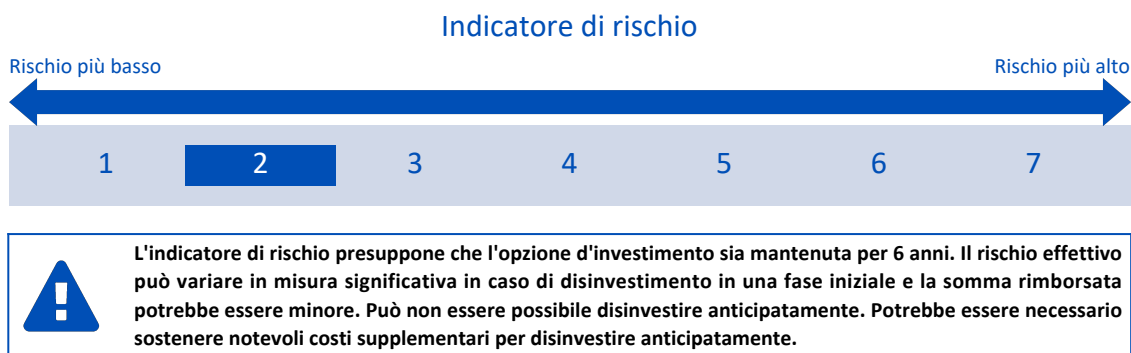 Indicatore di rischio
Rischio più basso
Rischio più alto
1 2 3 4 5 6 7
L'indicatore di rischio presuppone che l'opzione d'investimento sia mantenuta per 6 anni. Il rischio effettivo
può variare in misura significativa in caso di disinvestimento in una fase iniziale e la somma rimborsata
potrebbe essere minore. Può non essere possibile disinvestire anticipatamente. Potrebbe essere necessario
sostenere notevoli costi supplementari per disinvestire anticipatamente.